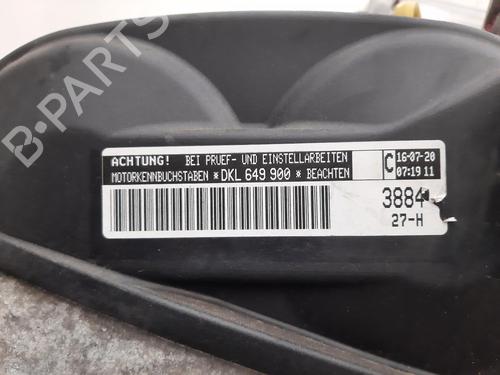 B-PARTS
ACHTUNG! BEI PRUEF- UND EINSTELLARBEITEN
MOTORKENNBUCHSTABEN *DKL 649 900 * BEACHTEN
C 16-07-20
07:19 11
3884
27-H